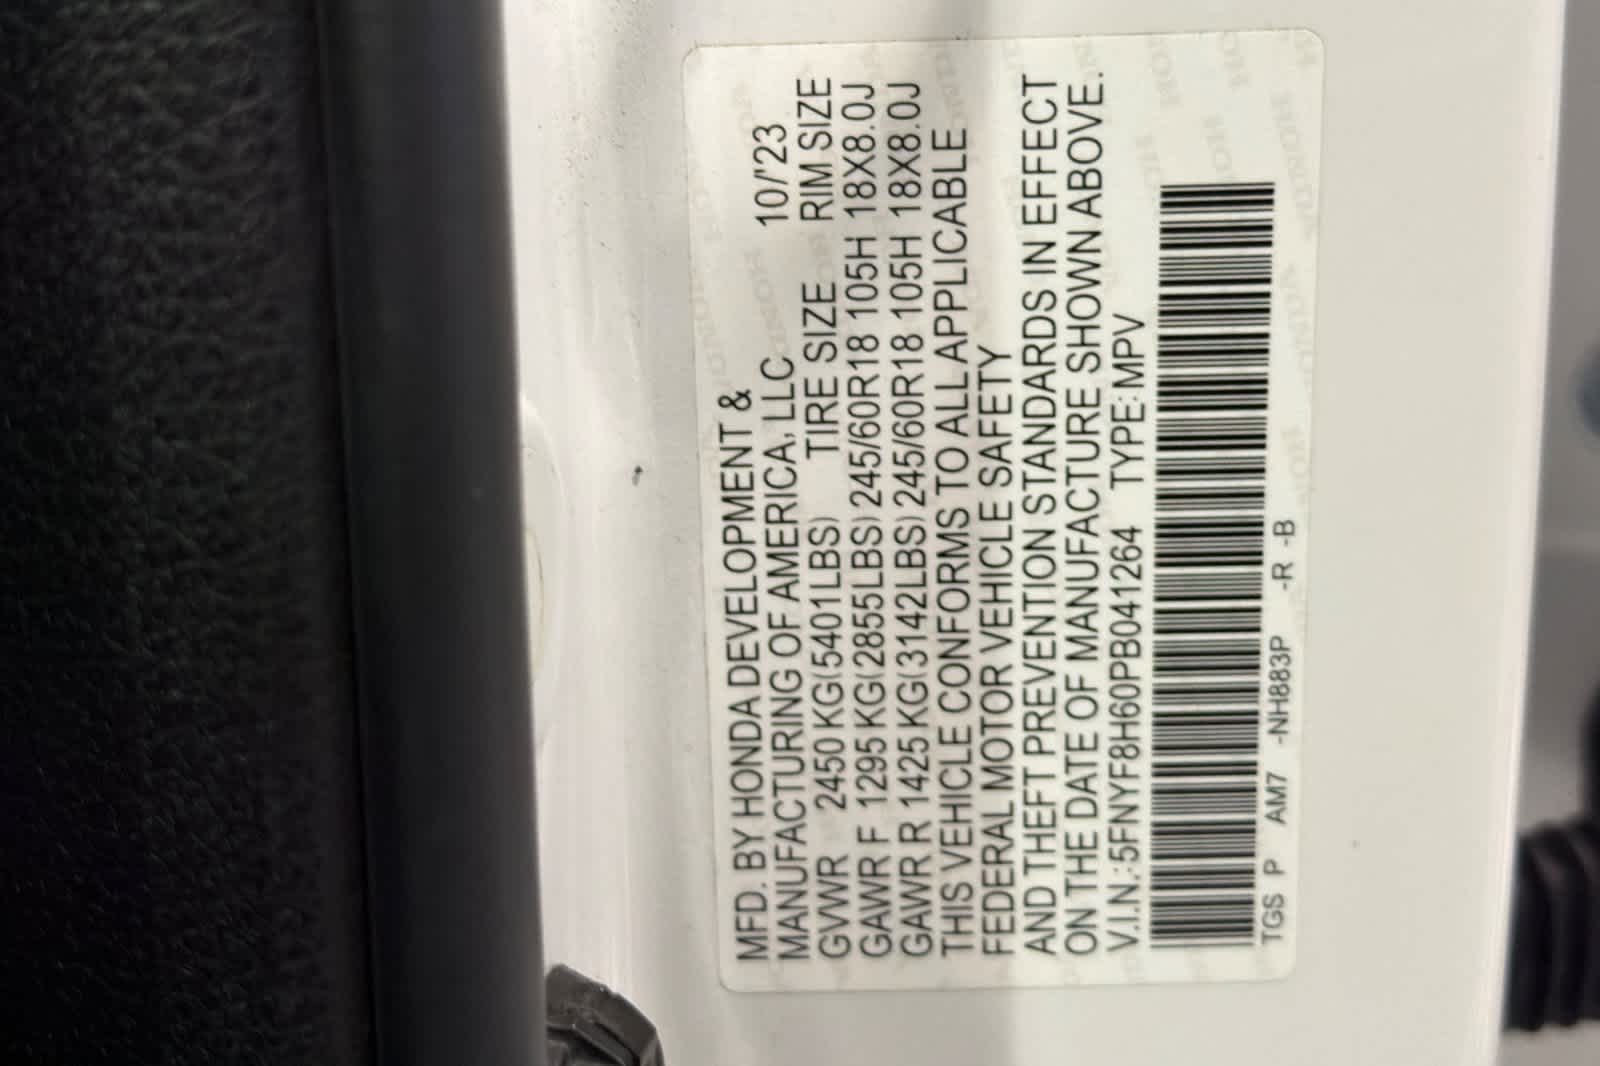 MFD. BY HONDA DEVELOPMENT &
MANUFACTURING OF AMERICA, LLC 10/'23
GVWR 2450 KG(5401LBS) TIRE SIZE RIM SIZE
GAWR F 1295 KG(2855LBS) 245/60R18 105H 18X8.0J
GAWR R 1425 KG(3142LBS) 245/60R18 105H 18X8.0J
THIS VEHICLE CONFORMS TO ALL APPLICABLE
FEDERAL MOTOR VEHICLE SAFETY
AND THEFT PREVENTION STANDARDS IN EFFECT
ON THE DATE OF MANUFACTURE SHOWN ABOVE.
V.I.N.:5FNYF8H60PB041264 TYPE:MPV
TGS P AM7 -NH883P -R -B